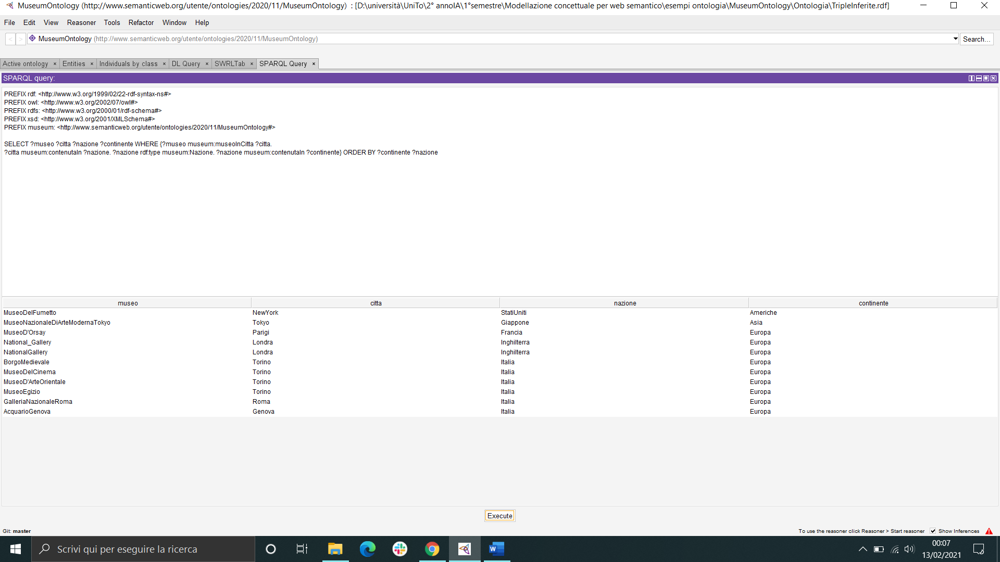 MuseumOntology (http://www.semanticweb.org/utente/ontologies/2020/11/MuseumOntology)  : [D:\università\UniTo\2° annoIA\1°semestre\Modellazione concettuale per web semantico\esempi ontologia\MuseumOntology\Ontologia\TripleInferite.rdf]
File Edit View Reasoner Tools Refactor Window Help
< > MuseumOntology (http://www.semanticweb.org/utente/ontologies/2020/11/MuseumOntology) Search...
Active ontology × Entities × Individuals by class × DL Query × SWRLTab × SPARQL Query ×
SPARQL query:
PREFIX rdf: <http://www.w3.org/1999/02/22-rdf-syntax-ns#>
PREFIX owl: <http://www.w3.org/2002/07/owl#>
PREFIX rdfs: <http://www.w3.org/2000/01/rdf-schema#>
PREFIX xsd: <http://www.w3.org/2001/XMLSchema#>
PREFIX museum: <http://www.semanticweb.org/utente/ontologies/2020/11/MuseumOntology#>
SELECT ?museo ?citta ?nazione ?continente WHERE {?museo museum:museoInCitta ?citta.
?citta museum:contenutaIn ?nazione. ?nazione rdf:type museum:Nazione. ?nazione museum:contenutaIn ?continente} ORDER BY ?continente ?nazione
museo citta nazione continente
MuseoDelFumetto NewYork StatiUniti Americhe
MuseoNazionaleDiArteModernaTokyo Tokyo Giappone Asia
MuseoD'Orsay Parigi Francia Europa
National_Gallery Londra Inghilterra Europa
NationalGallery Londra Inghilterra Europa
BorgoMedievale Torino Italia Europa
MuseoDelCinema Torino Italia Europa
MuseoD'ArteOrientale Torino Italia Europa
MuseoEgizio Torino Italia Europa
GalleriaNazionaleRoma Roma Italia Europa
AcquarioGenova Genova Italia Europa
Execute
Git: master To use the reasoner click Reasoner > Start reasoner Show Inferences
Scrivi qui per eseguire la ricerca
00:07
13/02/2021